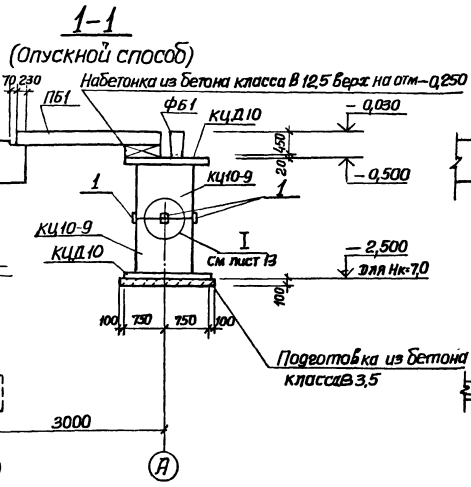 1-1
(Опускной способ)
70 230
Набетонка из бетона класса В 12,5 верх на отм-0,250
ПБ1
ФБ1
КЦД10
- 0,030
450
20
- 0,500
КЦ10-9
1
1
КЦ10-9
I
См лист 13
КЦД10
- 2,500
для Нк=7,0
100
100 750 750 100
Подготовка из бетона
класса В 3,5
3000
А